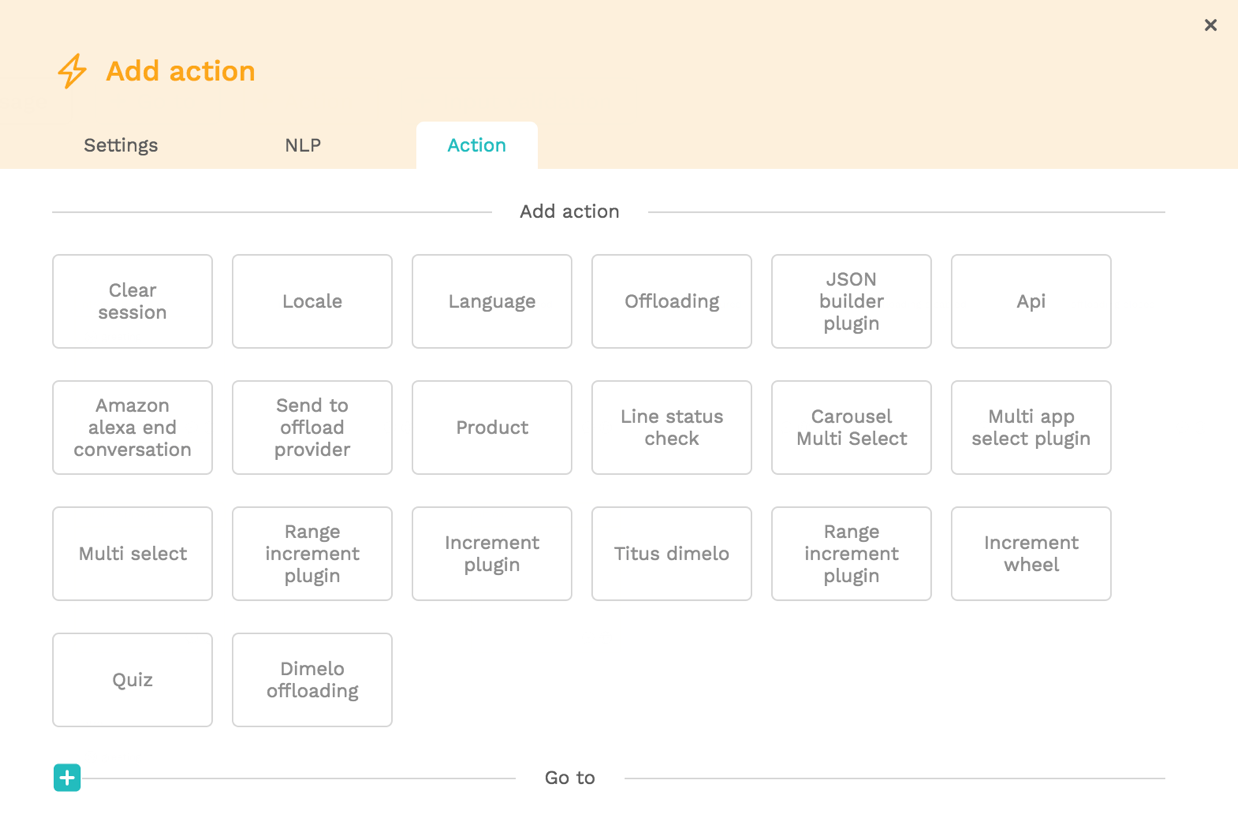 Add action
Settings
NLP
Action
Add action
Clear
session
Locale
Language
Offloading
JSON
builder
plugin
Api
Amazon
alexa end
conversation
Send to
offload
provider
Product
Line status
check
Carousel
Multi Select
Multi app
select plugin
Multi select
Range
increment
plugin
Increment
plugin
Titus dimelo
Range
increment
plugin
Increment
wheel
Quiz
Dimelo
offloading
Go to